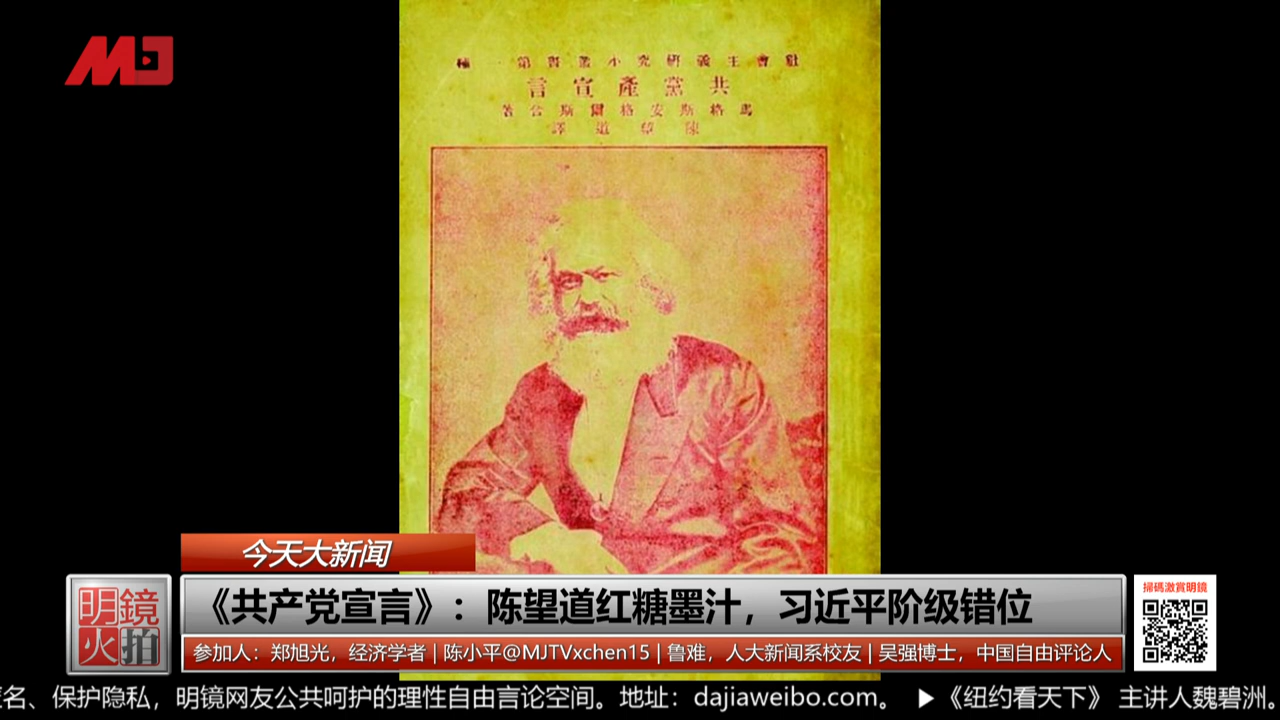 MJ
社會主義研究小叢書第一種
共黨產宣言
馬格斯安格爾斯合著
陳望道譯
今天大新闻
《共产党宣言》：陈望道红糖墨汁，习近平阶级错位
明鏡火拍
参加人：郑旭光，经济学者 | 陈小平@MJTVxchen15 | 鲁难，人大新闻系校友 | 吴强博士，中国自由评论人
掃碼激賞明鏡
名、保护隐私，明镜网友公共呵护的理性自由言论空间。地址：dajiaweibo.com。 ▶《纽约看天下》 主讲人魏碧洲。